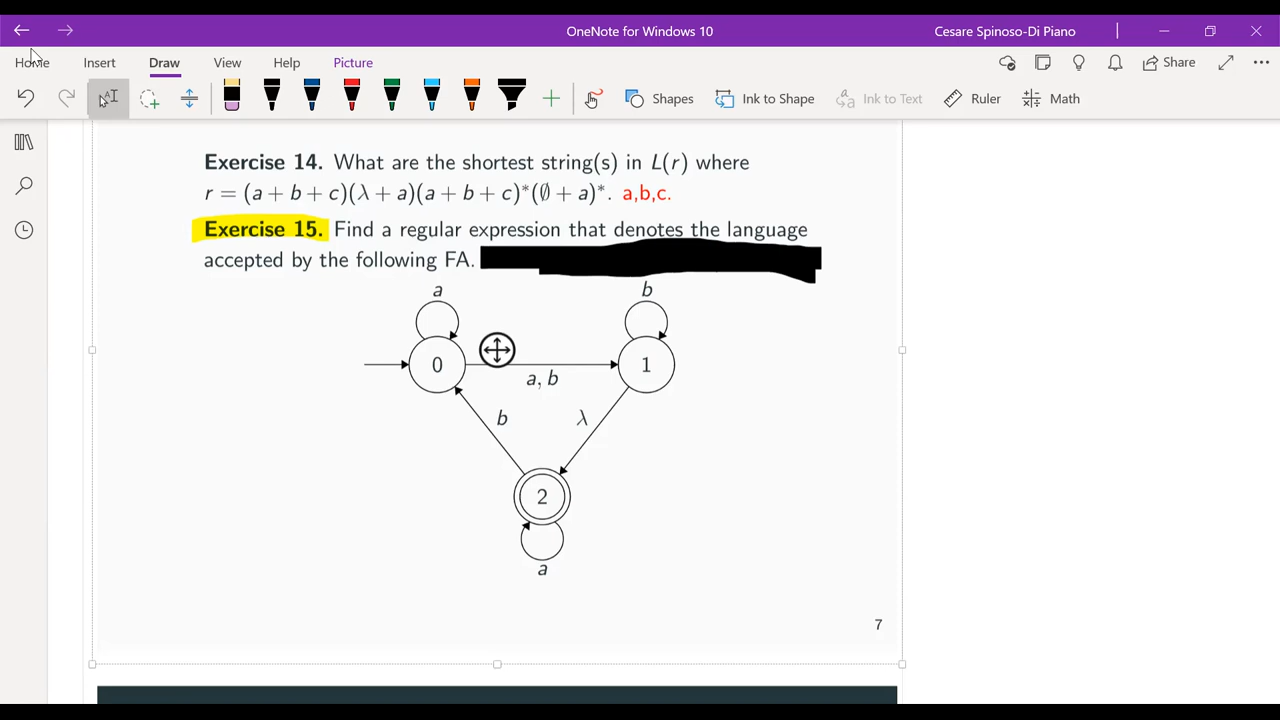 OneNote for Windows 10
Cesare Spinoso-Di Piano
Home Insert Draw View Help Picture
Share
Shapes Ink to Shape Ink to Text Ruler Math
Exercise 14. What are the shortest string(s) in L(r) where
r = (a + b + c)(λ + a)(a + b + c)*(∅ + a)*. a,b,c.
Exercise 15. Find a regular expression that denotes the language
accepted by the following FA.
a b
0 1
a, b
b λ
2
a
7